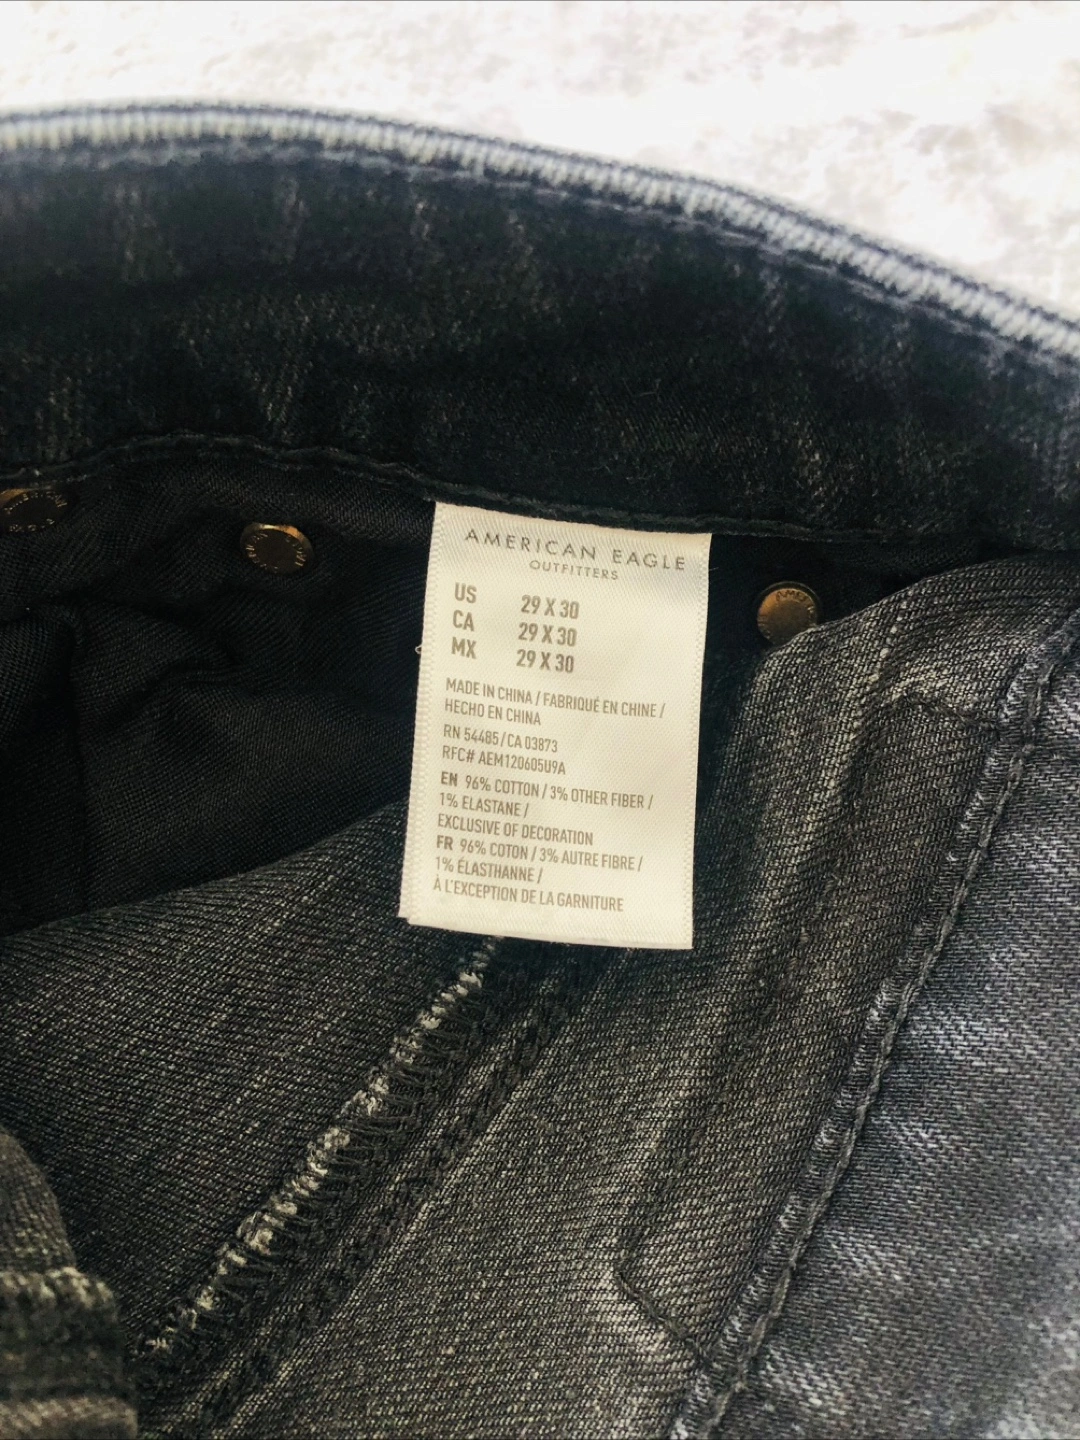 AMERICAN EAGLE
OUTFITTERS
US 29 X 30
CA 29 X 30
MX 29 X 30
MADE IN CHINA / FABRIQUÉ EN CHINE /
HECHO EN CHINA
RN 54485/CA 03873
RFC# AEM120605U9A
EN 96% COTTON / 3% OTHER FIBER /
1% ELASTANE /
EXCLUSIVE OF DECORATION
FR 96% COTON / 3% AUTRE FIBRE /
1% ÉLASTHANNE /
À L'EXCEPTION DE LA GARNITURE